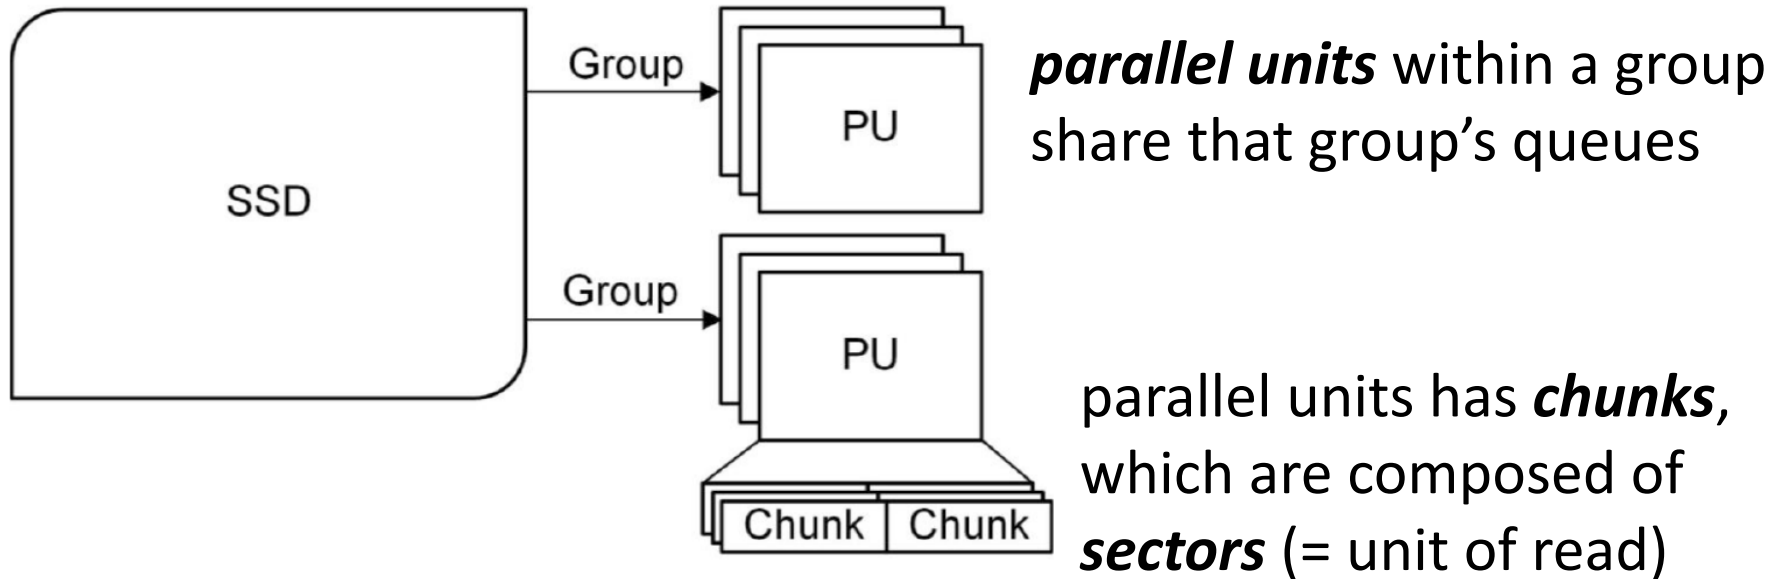 SSD
Group
PU
parallel units within a group
share that group’s queues
Group
PU
Chunk
Chunk
parallel units has chunks,
which are composed of
sectors (= unit of read)